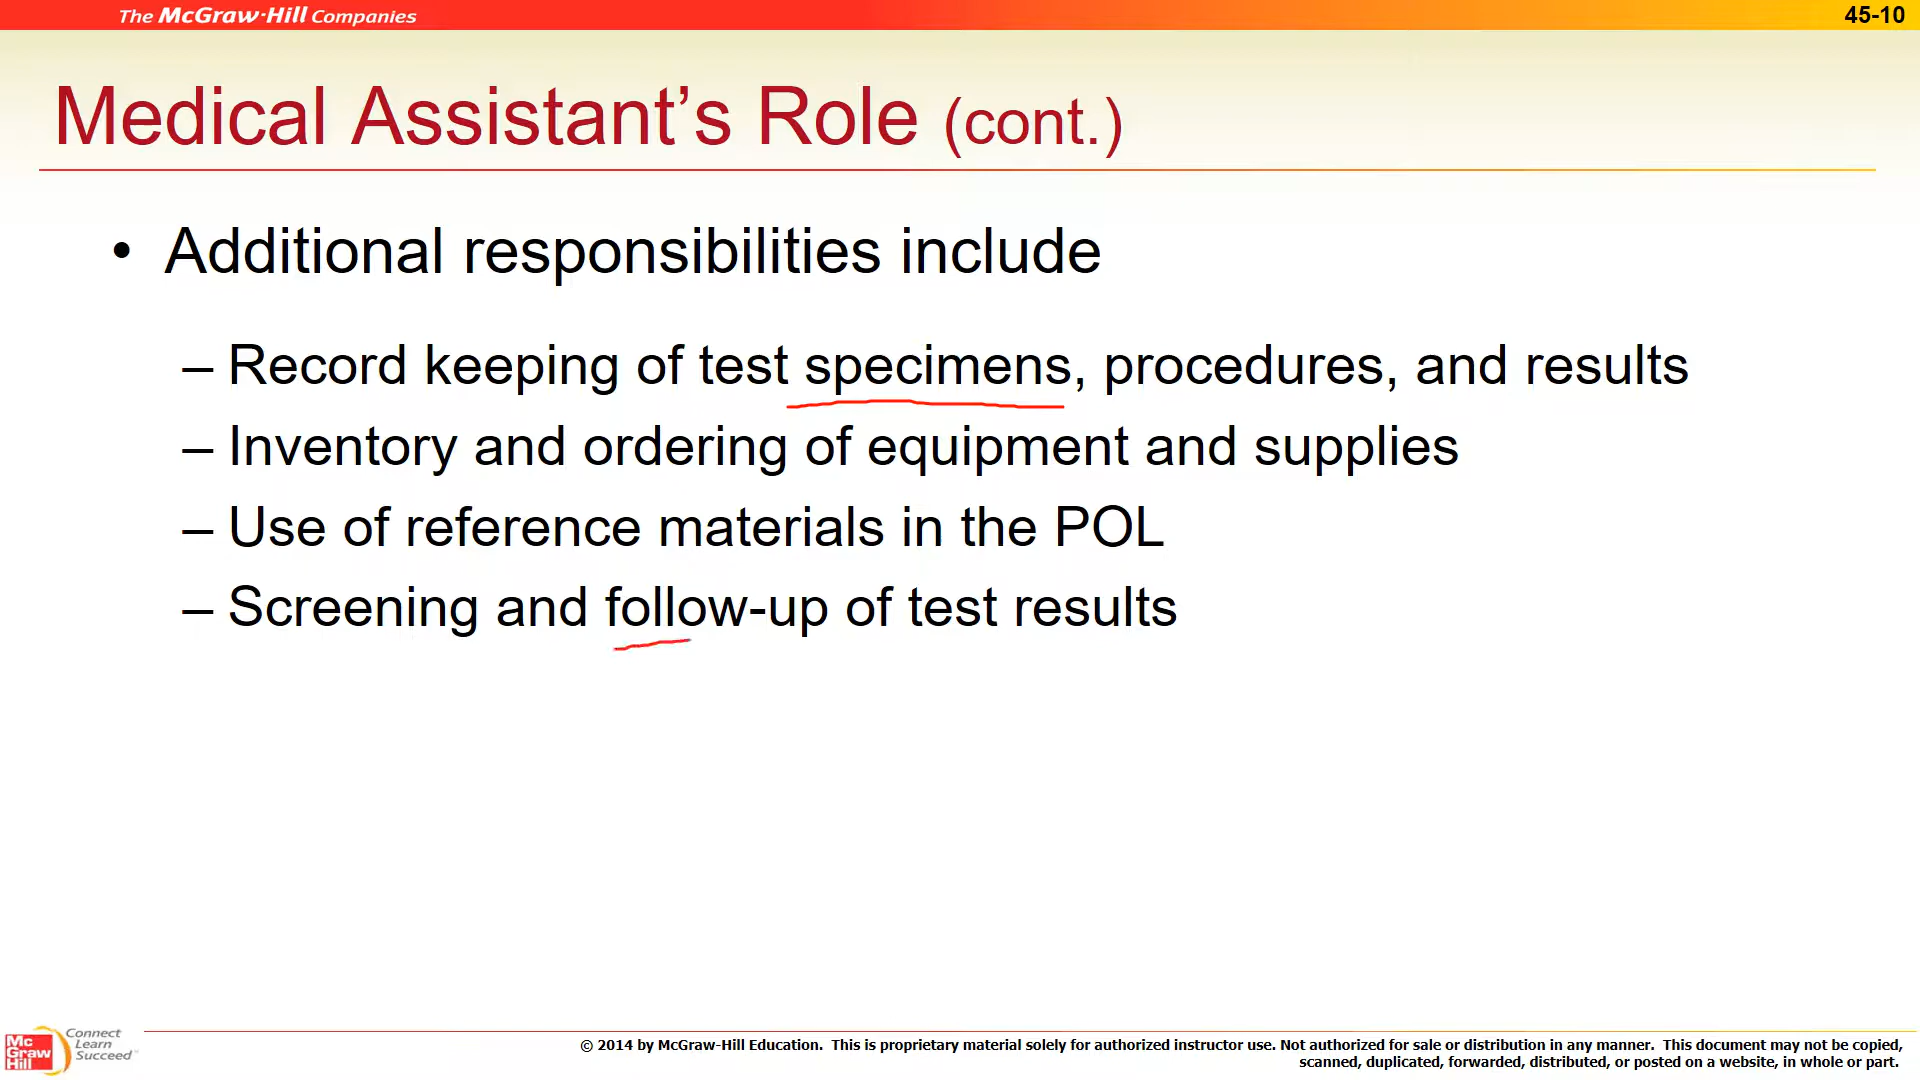 The McGraw·Hill Companies
45-10
Medical Assistant’s Role (cont.)
• Additional responsibilities include
– Record keeping of test specimens, procedures, and results
– Inventory and ordering of equipment and supplies
– Use of reference materials in the POL
– Screening and follow-up of test results
Mc
Graw
Hill
Connect
Learn
Succeed™
© 2014 by McGraw-Hill Education. This is proprietary material solely for authorized instructor use. Not authorized for sale or distribution in any manner. This document may not be copied,
scanned, duplicated, forwarded, distributed, or posted on a website, in whole or part.